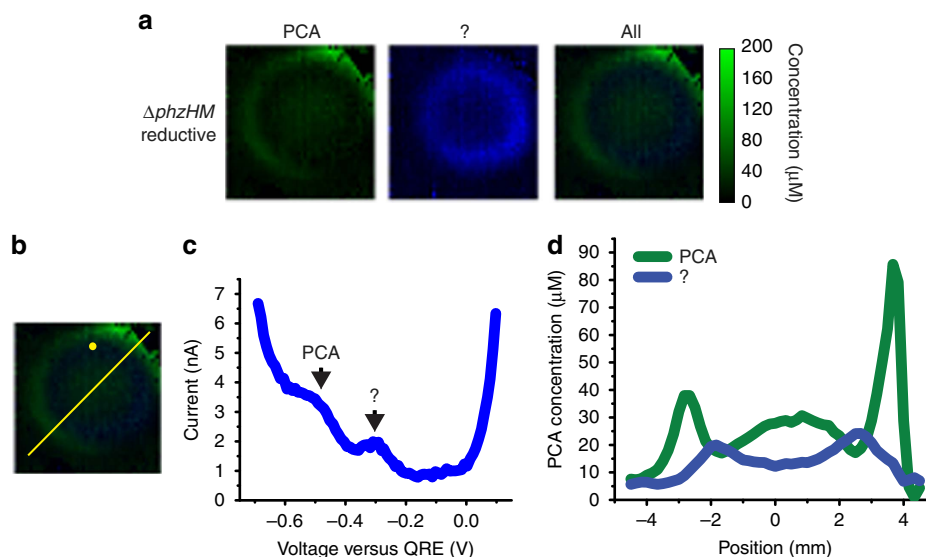 a
PCA ? All
ΔphzHM
reductive
200
160
120
80
40
0
Concentration (μM)
b
c
7
6
5
4
3
2
1
0
Current (nA)
PCA
?
−0.6 −0.4 −0.2 0.0
Voltage versus QRE (V)
d
90
80
70
60
50
40
30
20
10
0
PCA concentration (μM)
PCA
?
−4 −2 0 2 4
Position (mm)